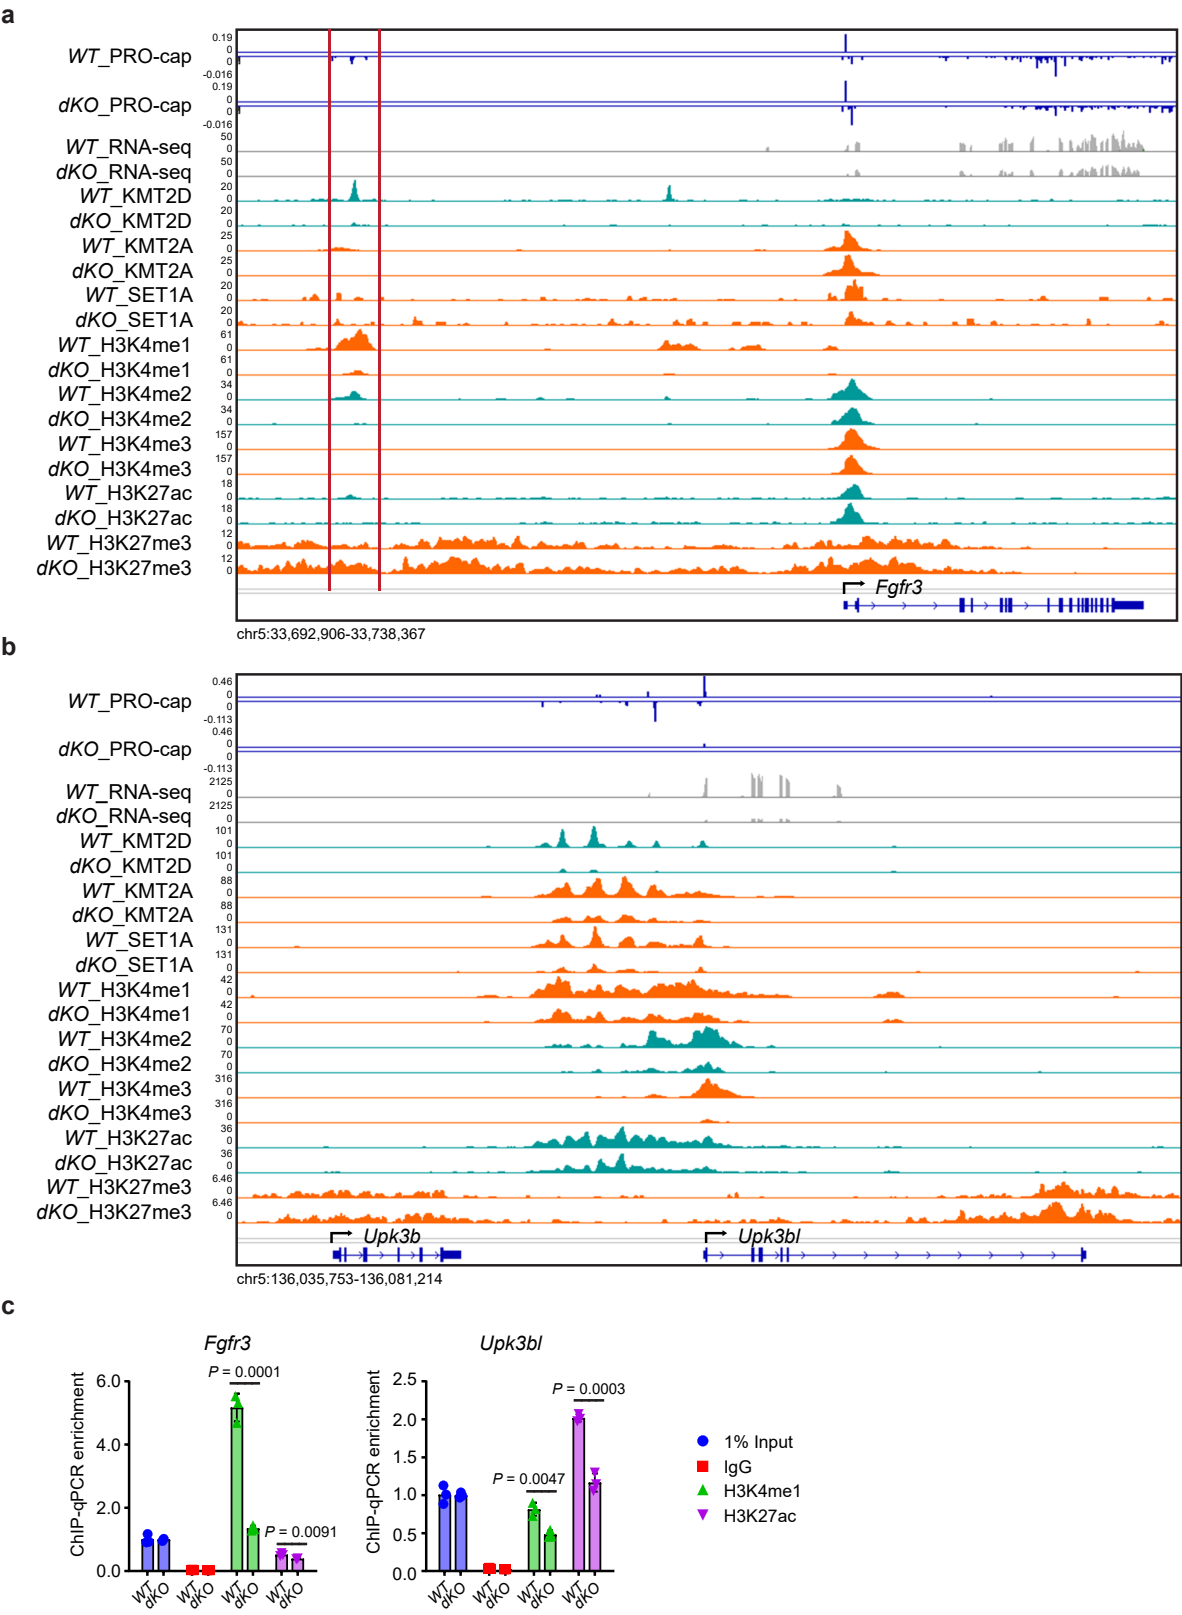 a
WT_PRO-cap 0.19 0 0 -0.016
dKO_PRO-cap 0.19 0 0 -0.016
WT_RNA-seq 50 0
dKO_RNA-seq 50 0
WT_KMT2D 20 0
dKO_KMT2D 20 0
WT_KMT2A 25 0
dKO_KMT2A 25 0
WT_SET1A 20 0
dKO_SET1A 20 0
WT_H3K4me1 61 0
dKO_H3K4me1 61 0
WT_H3K4me2 34 0
dKO_H3K4me2 34 0
WT_H3K4me3 157 0
dKO_H3K4me3 157 0
WT_H3K27ac 18 0
dKO_H3K27ac 18 0
WT_H3K27me3 12 0
dKO_H3K27me3 12 0
Fgfr3
chr5:33,692,906-33,738,367
b
WT_PRO-cap 0.46 0 0 -0.113
dKO_PRO-cap 0.46 0 0 -0.113
WT_RNA-seq 2125 0
dKO_RNA-seq 2125 0
WT_KMT2D 101 0
dKO_KMT2D 101 0
WT_KMT2A 88 0
dKO_KMT2A 88 0
WT_SET1A 131 0
dKO_SET1A 131 0
WT_H3K4me1 42 0
dKO_H3K4me1 42 0
WT_H3K4me2 70 0
dKO_H3K4me2 70 0
WT_H3K4me3 316 0
dKO_H3K4me3 316 0
WT_H3K27ac 36 0
dKO_H3K27ac 36 0
WT_H3K27me3 6.46 0
dKO_H3K27me3 6.46 0
Upk3b Upk3bl
chr5:136,035,753-136,081,214
c
Fgfr3
ChIP-qPCR enrichment
6.0
4.0
2.0
0.0
P = 0.0001
P = 0.0091
WT dKO WT dKO WT dKO WT dKO
Upk3bl
ChIP-qPCR enrichment
2.5
2.0
1.5
1.0
0.5
0.0
P = 0.0003
P = 0.0047
WT dKO WT dKO WT dKO WT dKO
1% Input
IgG
H3K4me1
H3K27ac